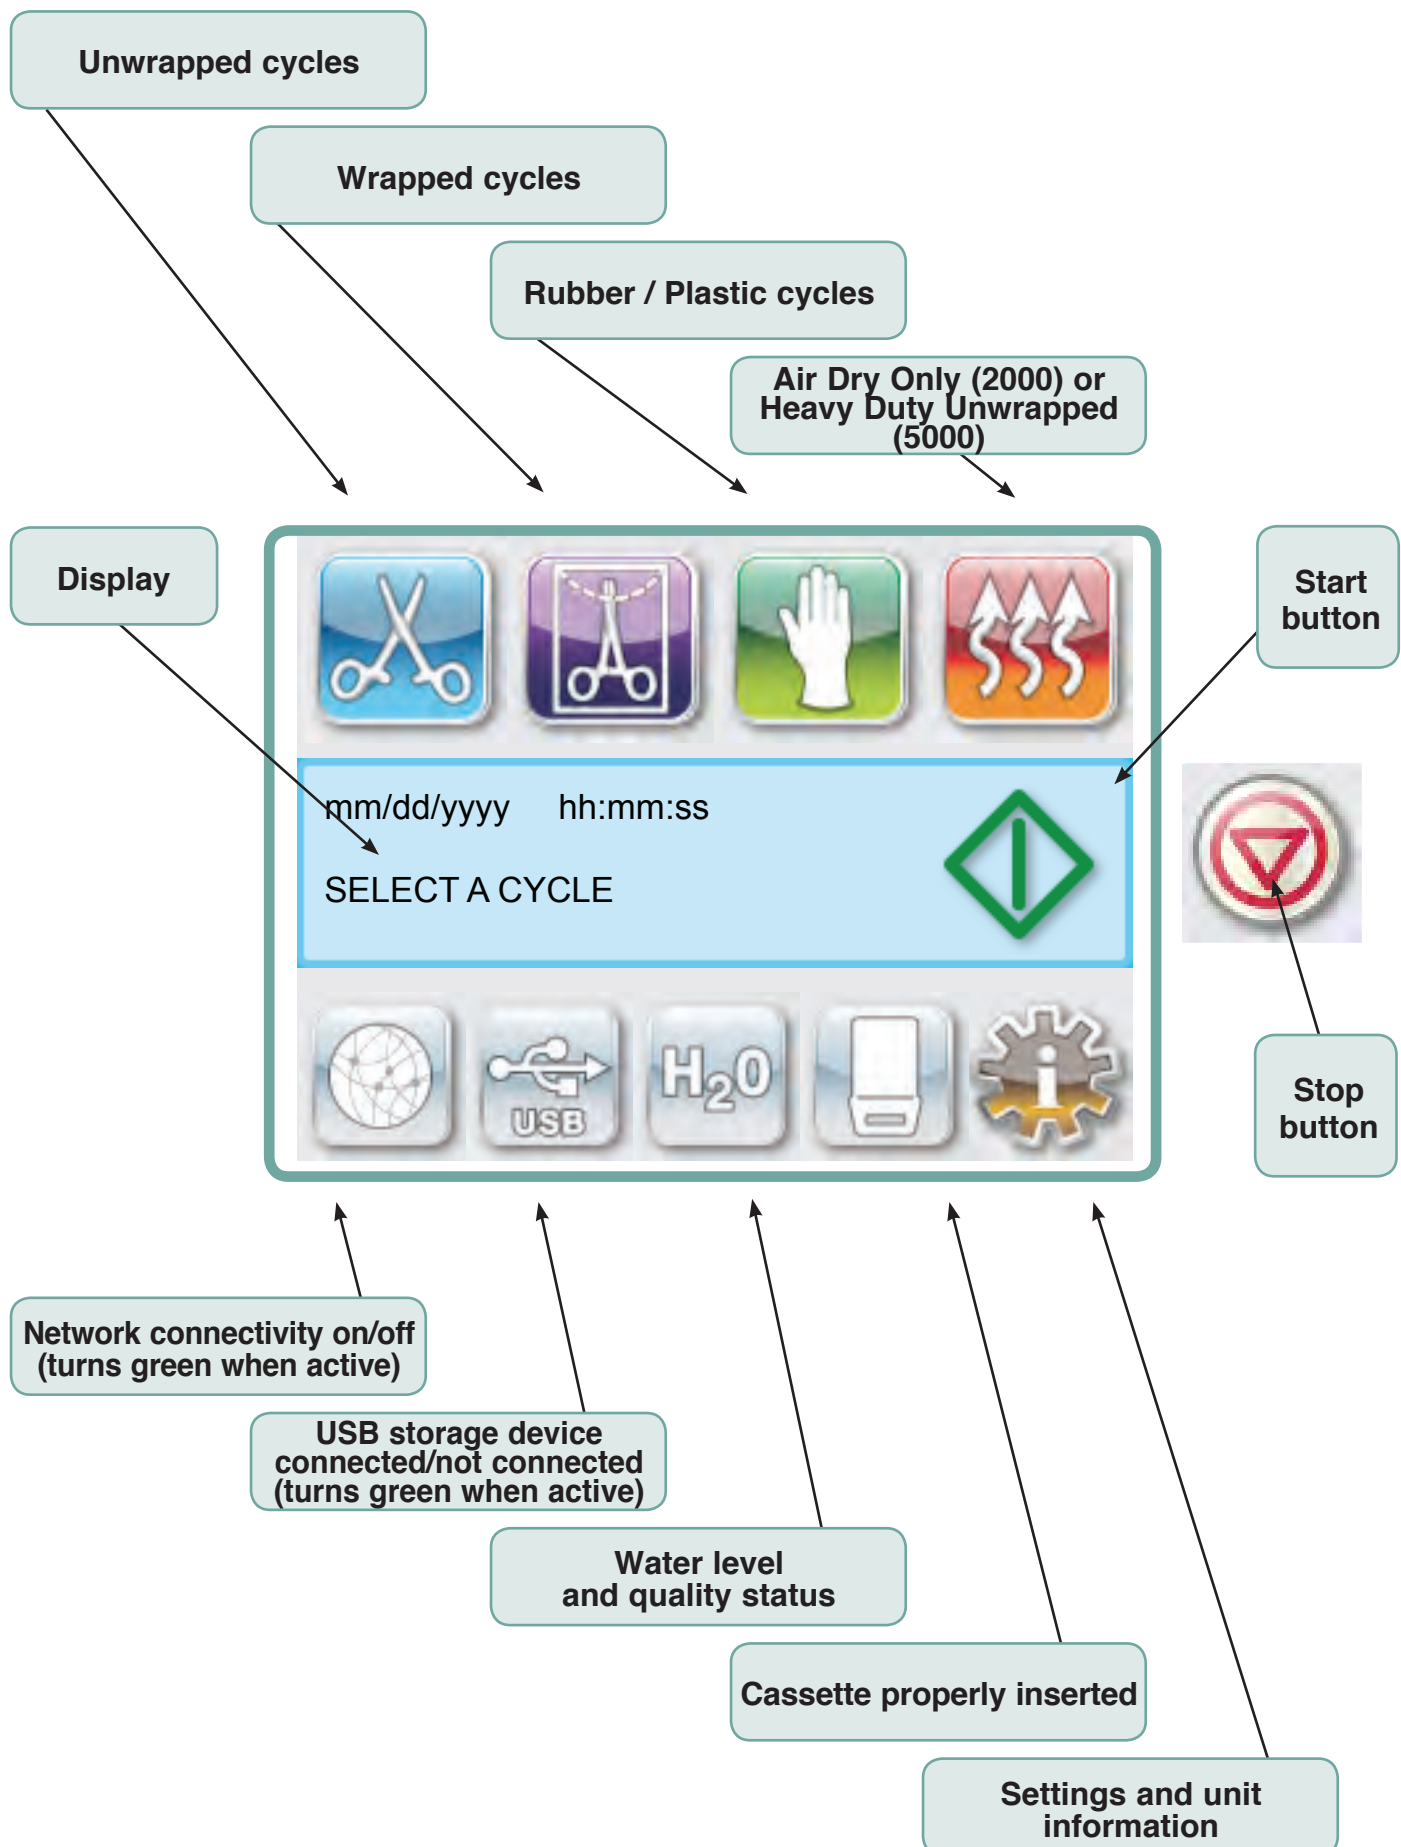 Unwrapped cycles
Wrapped cycles
Rubber / Plastic cycles
Air Dry Only (2000) or
Heavy Duty Unwrapped
(5000)
Display
Start
button
mm/dd/yyyy hh:mm:ss
SELECT A CYCLE
USB
H₂0
i
Stop
button
Network connectivity on/off
(turns green when active)
USB storage device
connected/not connected
(turns green when active)
Water level
and quality status
Cassette properly inserted
Settings and unit
information